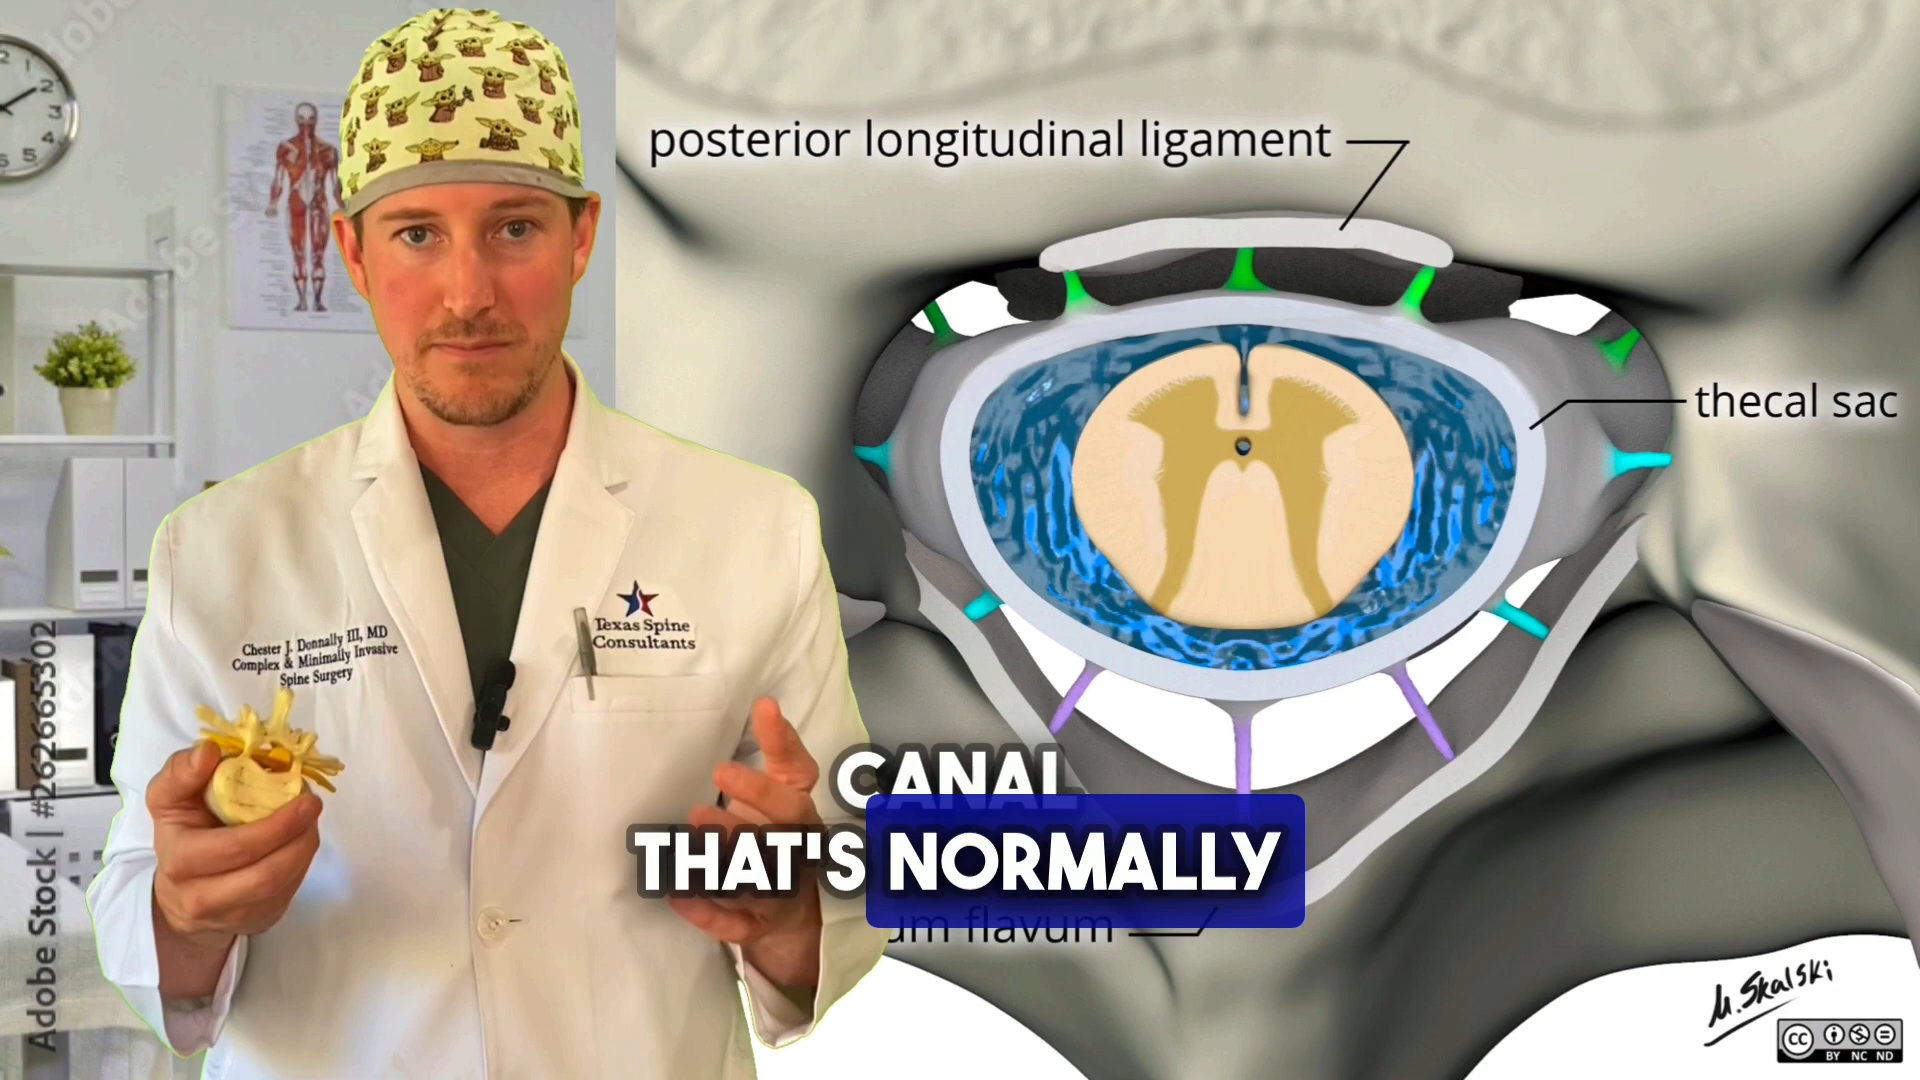 posterior longitudinal ligament
thecal sac
Chester J. Donnally III, MD
Complex & Minimally Invasive
Spine Surgery
Texas Spine
Consultants
CANAL
THAT'S NORMALLY
um flavum
Adobe Stock | #262665302
M. Skalski
CC
BY NC ND